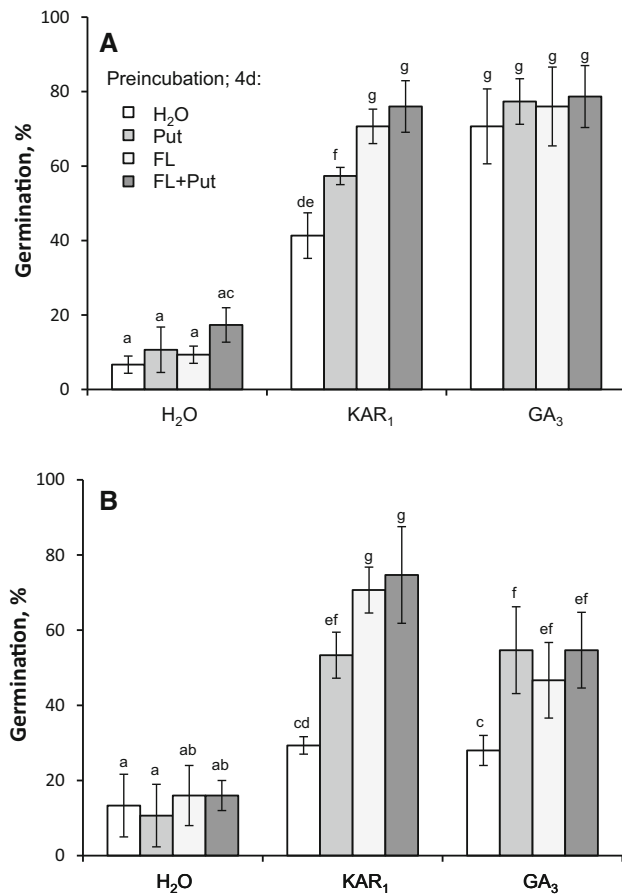 100
A
Preincubation; 4d:
H₂O
Put
FL
FL+Put
80
60
40
20
0
Germination, %
a
a
a
ac
de
f
g
g
g
g
g
g
H₂O
KAR₁
GA₃
100
B
80
60
40
20
0
Germination, %
a
a
ab
ab
cd
ef
g
g
c
f
ef
ef
H₂O
KAR₁
GA₃